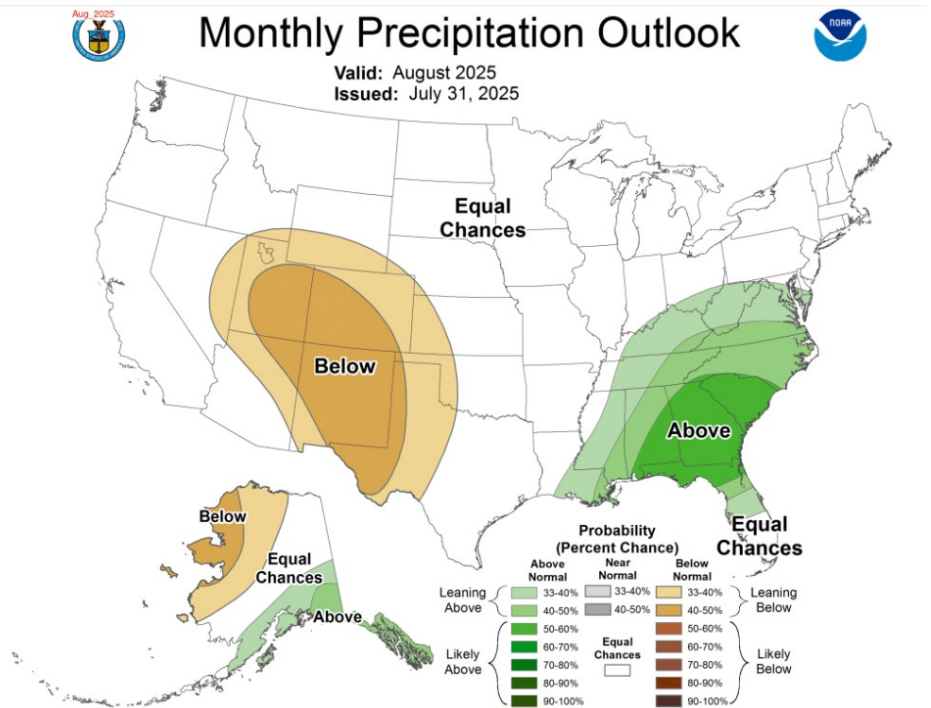 Aug_2025
NOAA
Monthly Precipitation Outlook
Valid: August 2025
Issued: July 31, 2025
Equal
Chances
Below
Above
Below
Equal
Chances
Above
Equal
Chances
Probability
(Percent Chance)
Above
Normal
Near
Normal
Below
Normal
Leaning
Above
33-40%
33-40%
33-40%
Leaning
Below
40-50%
40-50%
40-50%
Likely
Above
50-60%
60-70%
70-80%
80-90%
90-100%
Equal
Chances
50-60%
60-70%
70-80%
80-90%
90-100%
Likely
Below